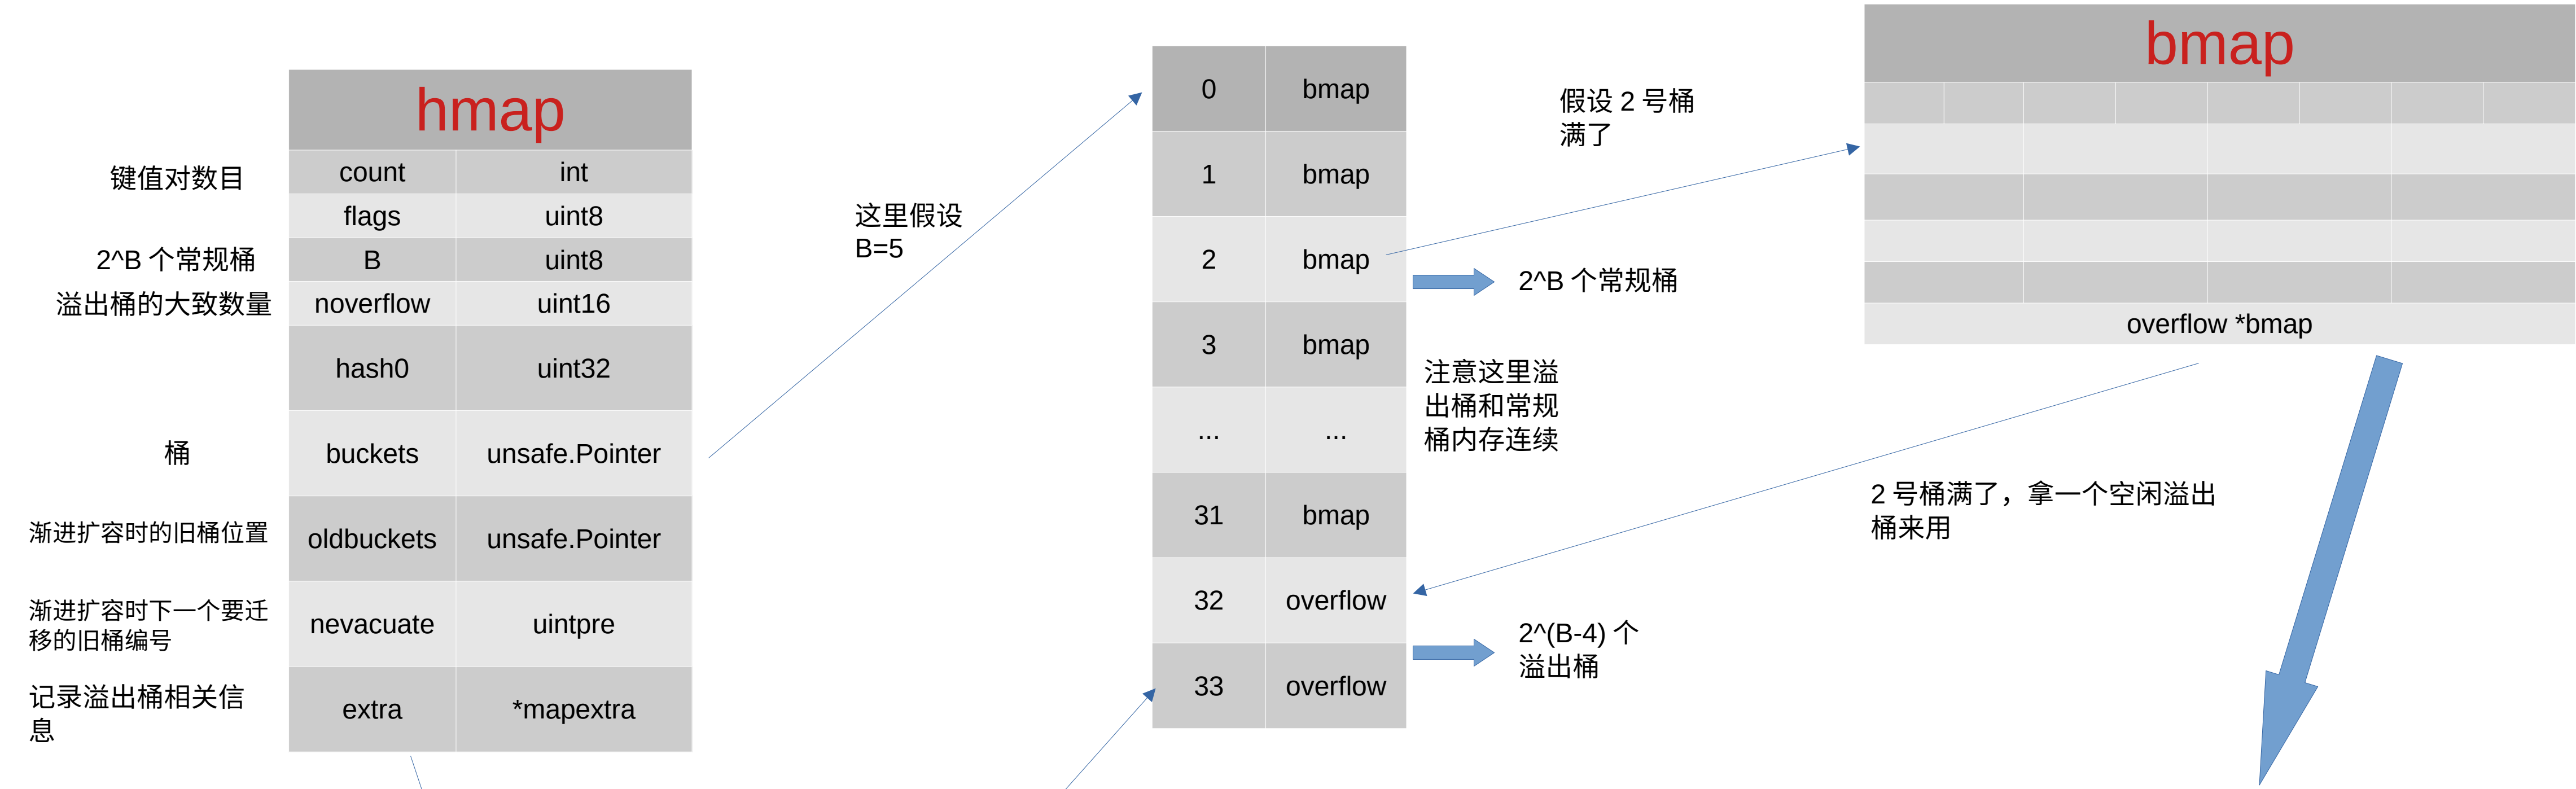 hmap
键值对数目
count int
flags uint8
2^B 个常规桶
B uint8
溢出桶的大致数量
noverflow uint16
hash0 uint32
桶
buckets unsafe.Pointer
渐进扩容时的旧桶位置
oldbuckets unsafe.Pointer
渐进扩容时下一个要迁
移的旧桶编号
nevacuate uintpre
记录溢出桶相关信
息
extra *mapextra
这里假设
B=5
0 bmap
1 bmap
2 bmap
3 bmap
... ...
31 bmap
32 overflow
33 overflow
假设 2 号桶
满了
2^B 个常规桶
注意这里溢
出桶和常规
桶内存连续
2^(B-4) 个
溢出桶
bmap
overflow *bmap
2 号桶满了，拿一个空闲溢出
桶来用